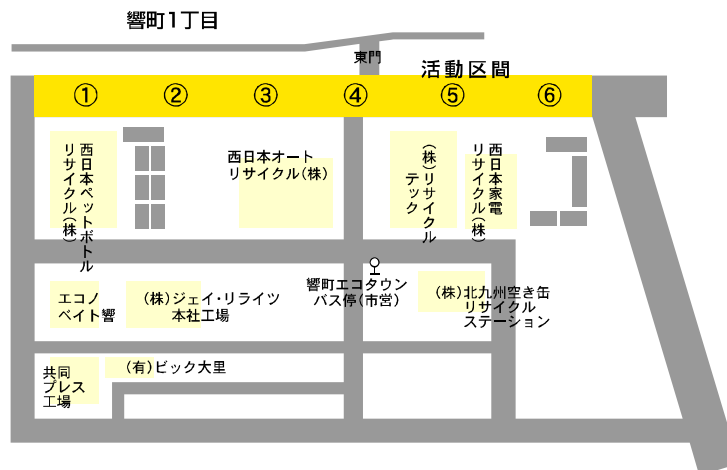 響町1丁目
東門
活動区間
①
②
③
④
⑤
⑥
西日本ペットボトル
リサイクル(株)
西日本オート
リサイクル(株)
(株)リサイクル
テック
西日本家電
リサイクル(株)
エコノ
ベイト響
(株)ジェイ・リライツ
本社工場
響町エコタウン
バス停(市営)
(株)北九州空き缶
リサイクル
ステーション
共同
プレス
工場
(有)ビック大里